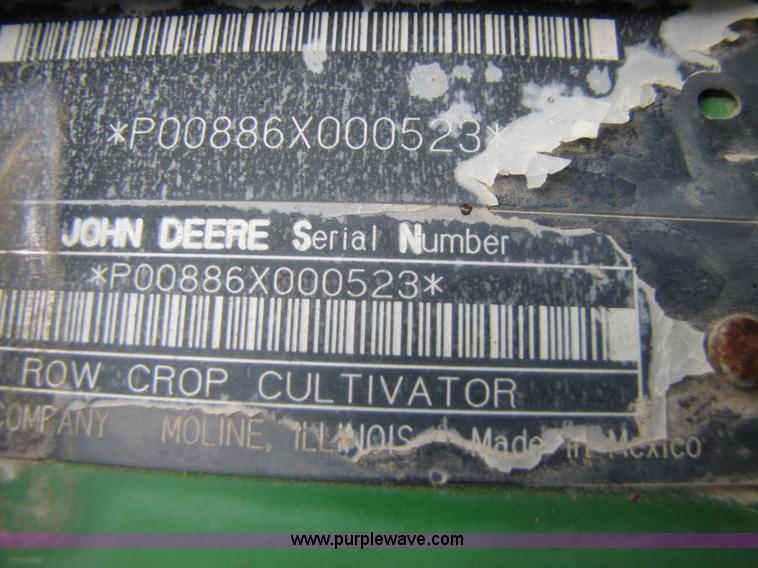 *P00886X000523*
JOHN DEERE Serial Number
*P00886X000523*
ROW CROP CULTIVATOR
COMPANY MOLINE, ILLINOIS Made in Mexico
www.purplewave.com